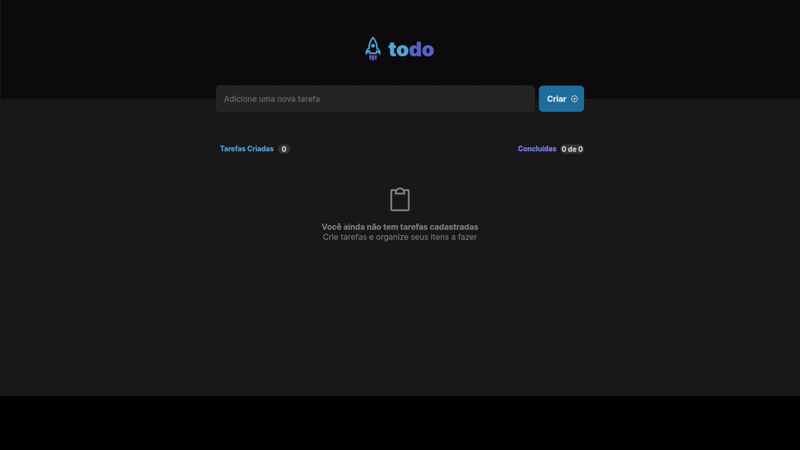 todo
Adicione uma nova tarefa
Criar
Tarefas Criadas 0
Concluídas 0 de 0
Você ainda não tem tarefas cadastradas
Crie tarefas e organize seus itens a fazer